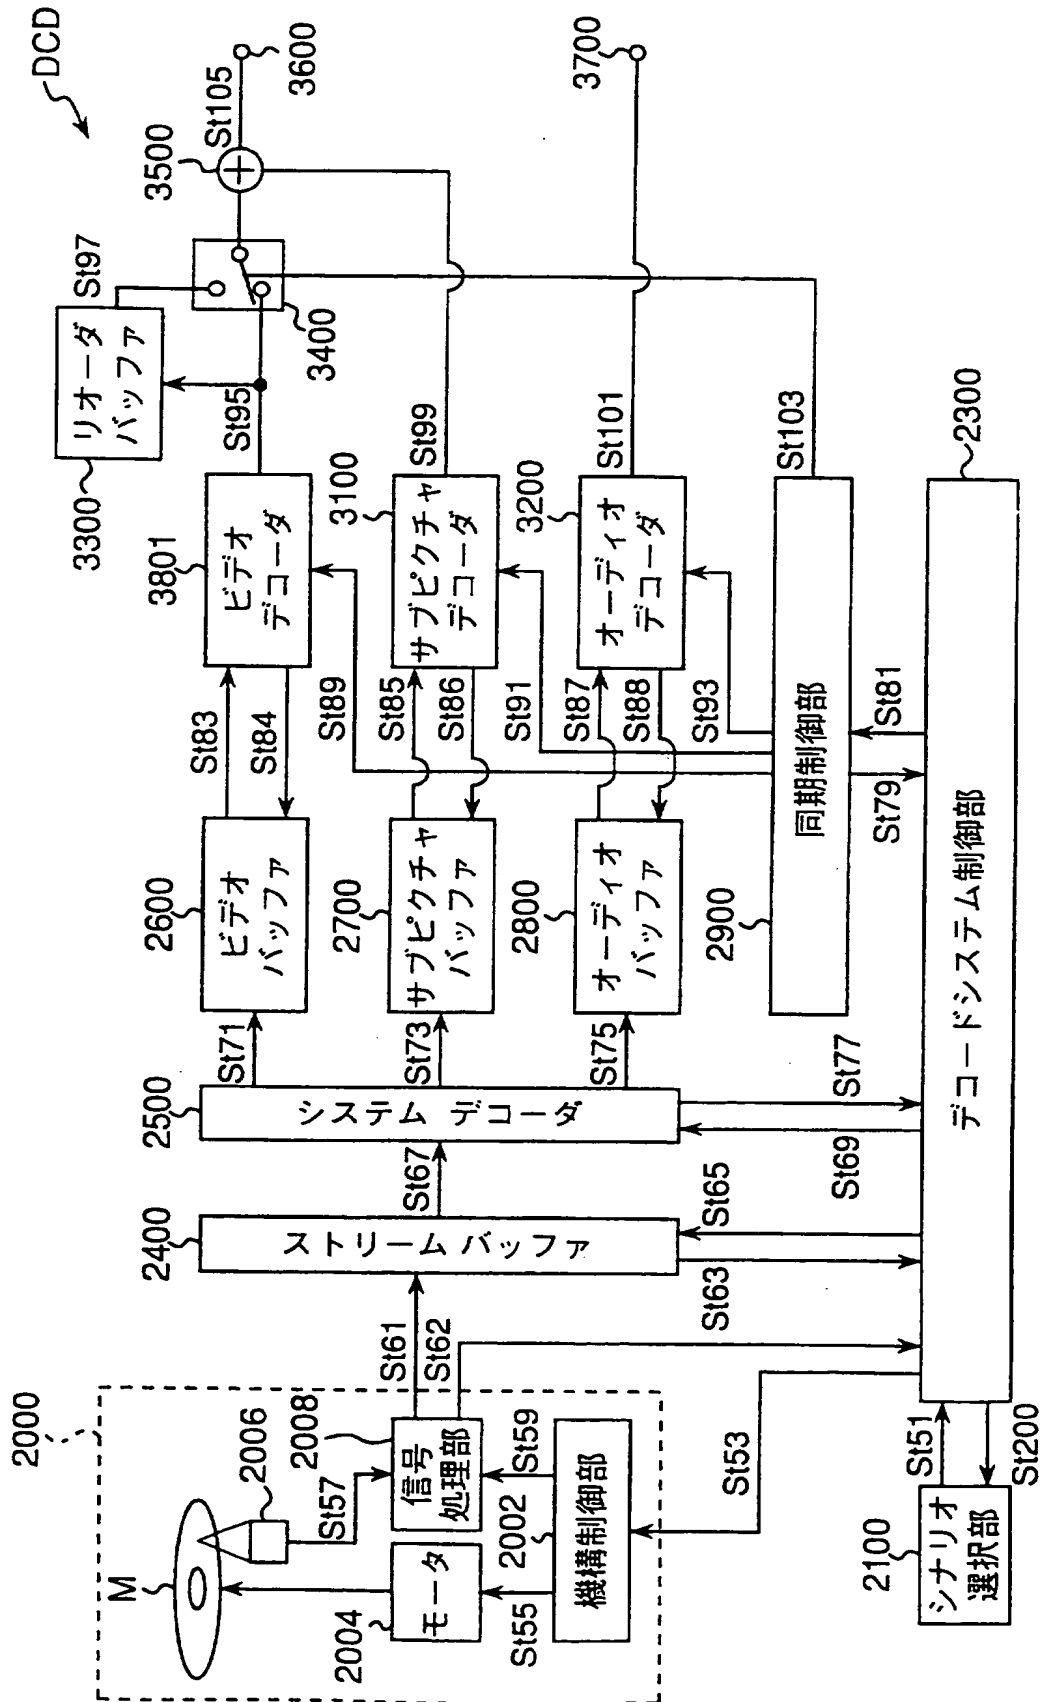 DCD
2000
M
2006
St57
2008
信号
処理部
2004
モータ
2002
機構制御部
St55
St59
St53
St61
St62
2400
ストリーム バッファ
St63
St65
St67
2500
システム デコーダ
St69
St77
St71
St73
St75
2600
ビデオ
バッファ
2700
サブピクチャ
バッファ
2800
オーディオ
バッファ
2900
同期制御部
St83
St84
St89
St85
St86
St91
St87
St88
St93
St79
St81
3801
ビデオ
デコーダ
3100
サブピクチャ
デコーダ
3200
オーディオ
デコーダ
St95
St99
St101
St103
3300
リオーダ
バッファ
St97
3400
3500
St105
3600
3700
2300
デコードシステム制御部
2100
シナリオ
選択部
St51
St200